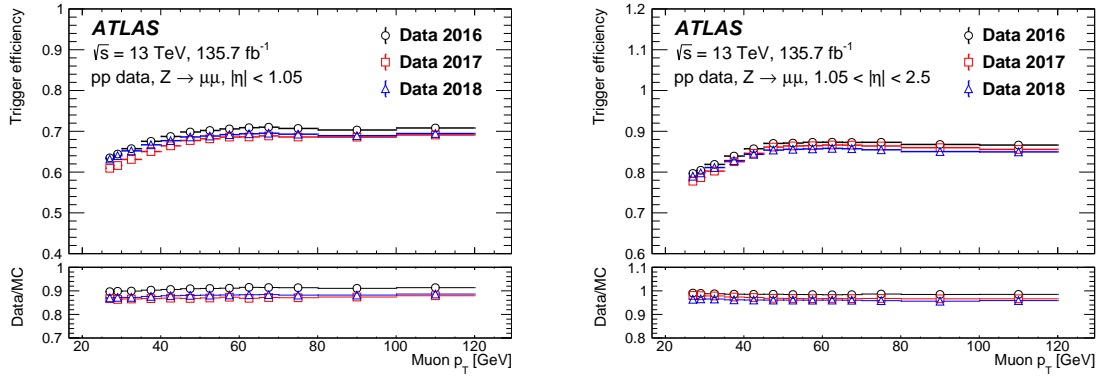 ATLAS
√s = 13 TeV, 135.7 fb⁻¹
pp data, Z → μμ, |η| < 1.05
Data 2016
Data 2017
Data 2018
Trigger efficiency
1
0.9
0.8
0.7
0.6
0.5
0.4
Data/MC
1
0.9
0.8
0.7
20 40 60 80 100 120
Muon p_T [GeV]
ATLAS
√s = 13 TeV, 135.7 fb⁻¹
pp data, Z → μμ, 1.05 < |η| < 2.5
Data 2016
Data 2017
Data 2018
Trigger efficiency
1.2
1.1
1
0.9
0.8
0.7
0.6
Data/MC
1.1
1
0.9
0.8
20 40 60 80 100 120
Muon p_T [GeV]